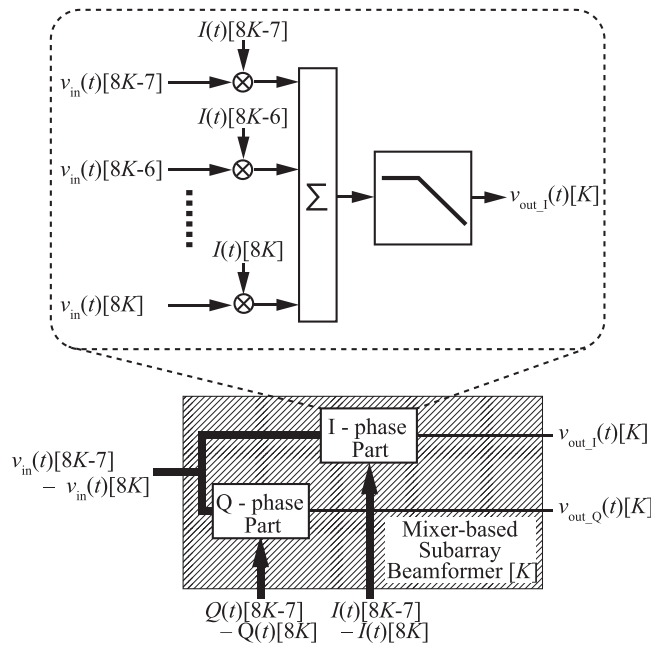 I(t)[8K-7]
v_in(t)[8K-7]
I(t)[8K-6]
v_in(t)[8K-6]
Σ
v_out_I(t)[K]
I(t)[8K]
v_in(t)[8K]
I - phase
Part
v_out_I(t)[K]
v_in(t)[8K-7]
– v_in(t)[8K]
Q - phase
Part
v_out_Q(t)[K]
Mixer-based
Subarray
Beamformer [K]
Q(t)[8K-7]
– Q(t)[8K]
I(t)[8K-7]
– I(t)[8K]